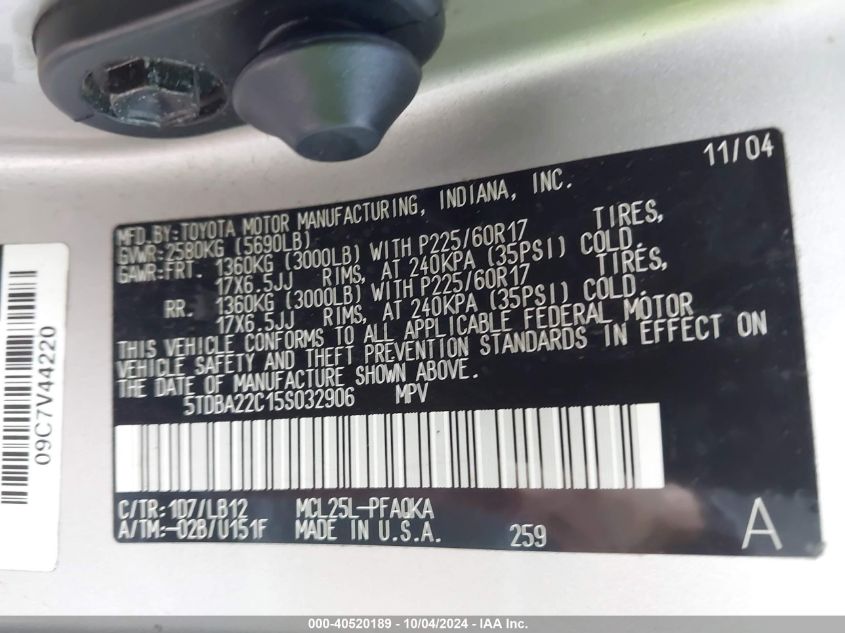 11/04
MFD.BY:TOYOTA MOTOR MANUFACTURING, INDIANA, INC.
GVWR:2580KG (5690LB)
GAWR:FRT. 1360KG (3000LB) WITH P225/60R17 TIRES,
17X6.5JJ RIMS, AT 240KPA (35PSI) COLD.
RR. 1360KG (3000LB) WITH P225/60R17 TIRES,
17X6.5JJ RIMS, AT 240KPA (35PSI) COLD.
THIS VEHICLE CONFORMS TO ALL APPLICABLE FEDERAL MOTOR
VEHICLE SAFETY AND THEFT PREVENTION STANDARDS IN EFFECT ON
THE DATE OF MANUFACTURE SHOWN ABOVE.
5TDBA22C15S032906 MPV
C/TR:1D7/LB12 MCL25L-PFAQKA
A/TM:-02B/U151F MADE IN U.S.A. 259 A
09C7V44220
000-40520189 - 10/04/2024 - IAA Inc.